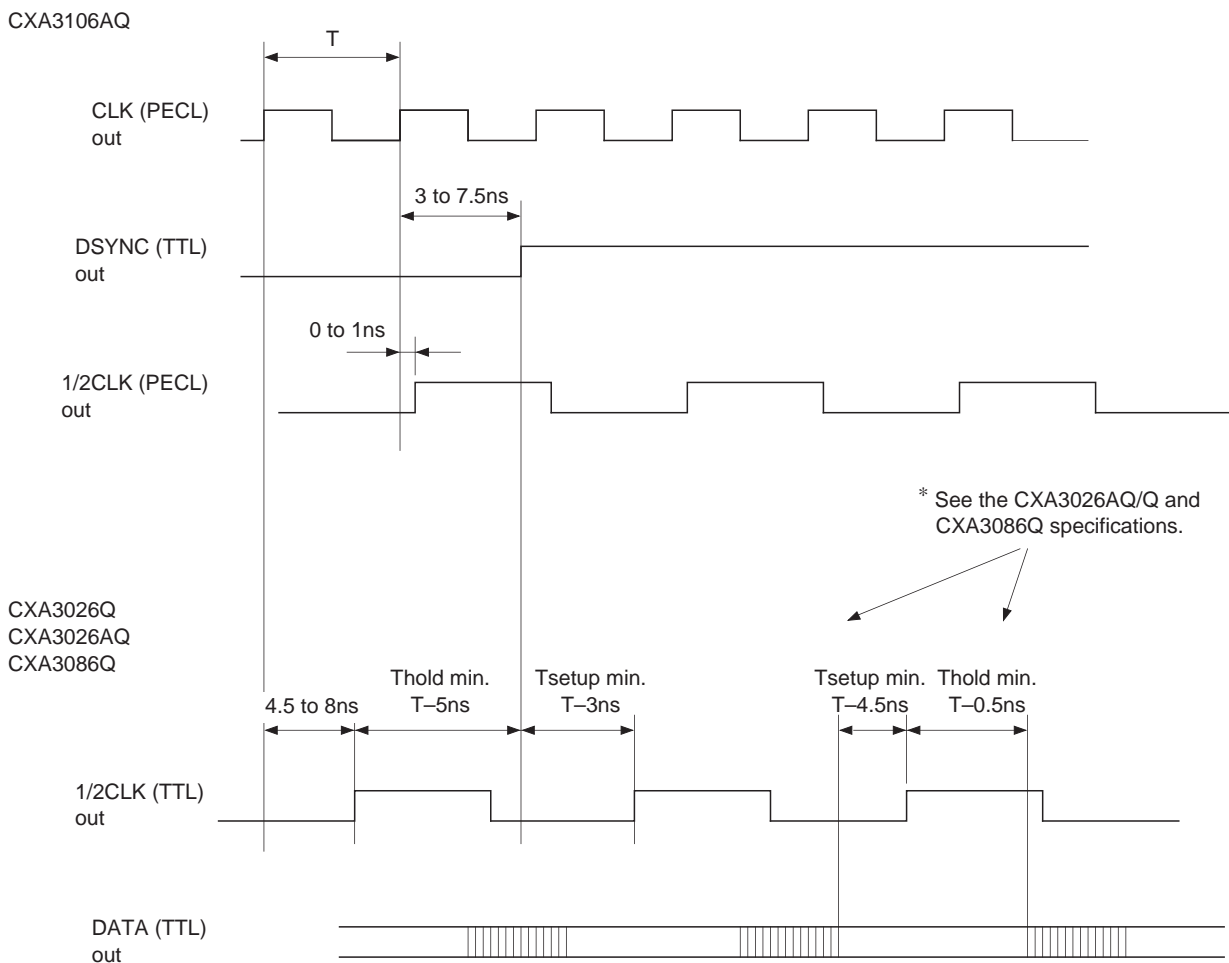 CXA3106AQ
T
CLK (PECL)
out
3 to 7.5ns
DSYNC (TTL)
out
0 to 1ns
1/2CLK (PECL)
out
* See the CXA3026AQ/Q and
CXA3086Q specifications.
CXA3026Q
CXA3026AQ
CXA3086Q
4.5 to 8ns
Thold min.
T–5ns
Tsetup min.
T–3ns
Tsetup min.
T–4.5ns
Thold min.
T–0.5ns
1/2CLK (TTL)
out
DATA (TTL)
out